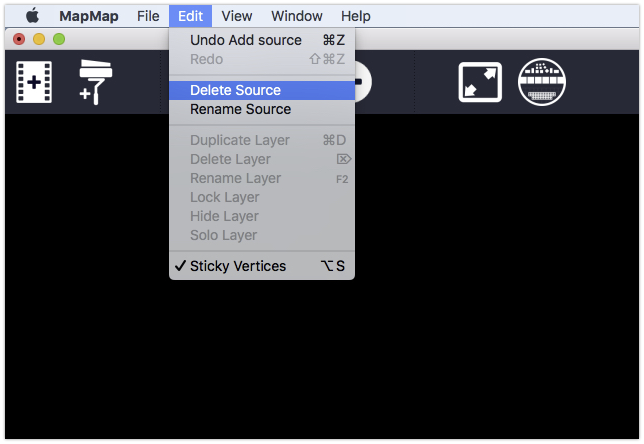 MapMap File Edit View Window Help
Undo Add source ⌘Z
Redo ⇧⌘Z
Delete Source
Rename Source
Duplicate Layer ⌘D
Delete Layer ⌦
Rename Layer F2
Lock Layer
Hide Layer
Solo Layer
✓ Sticky Vertices ⌥S